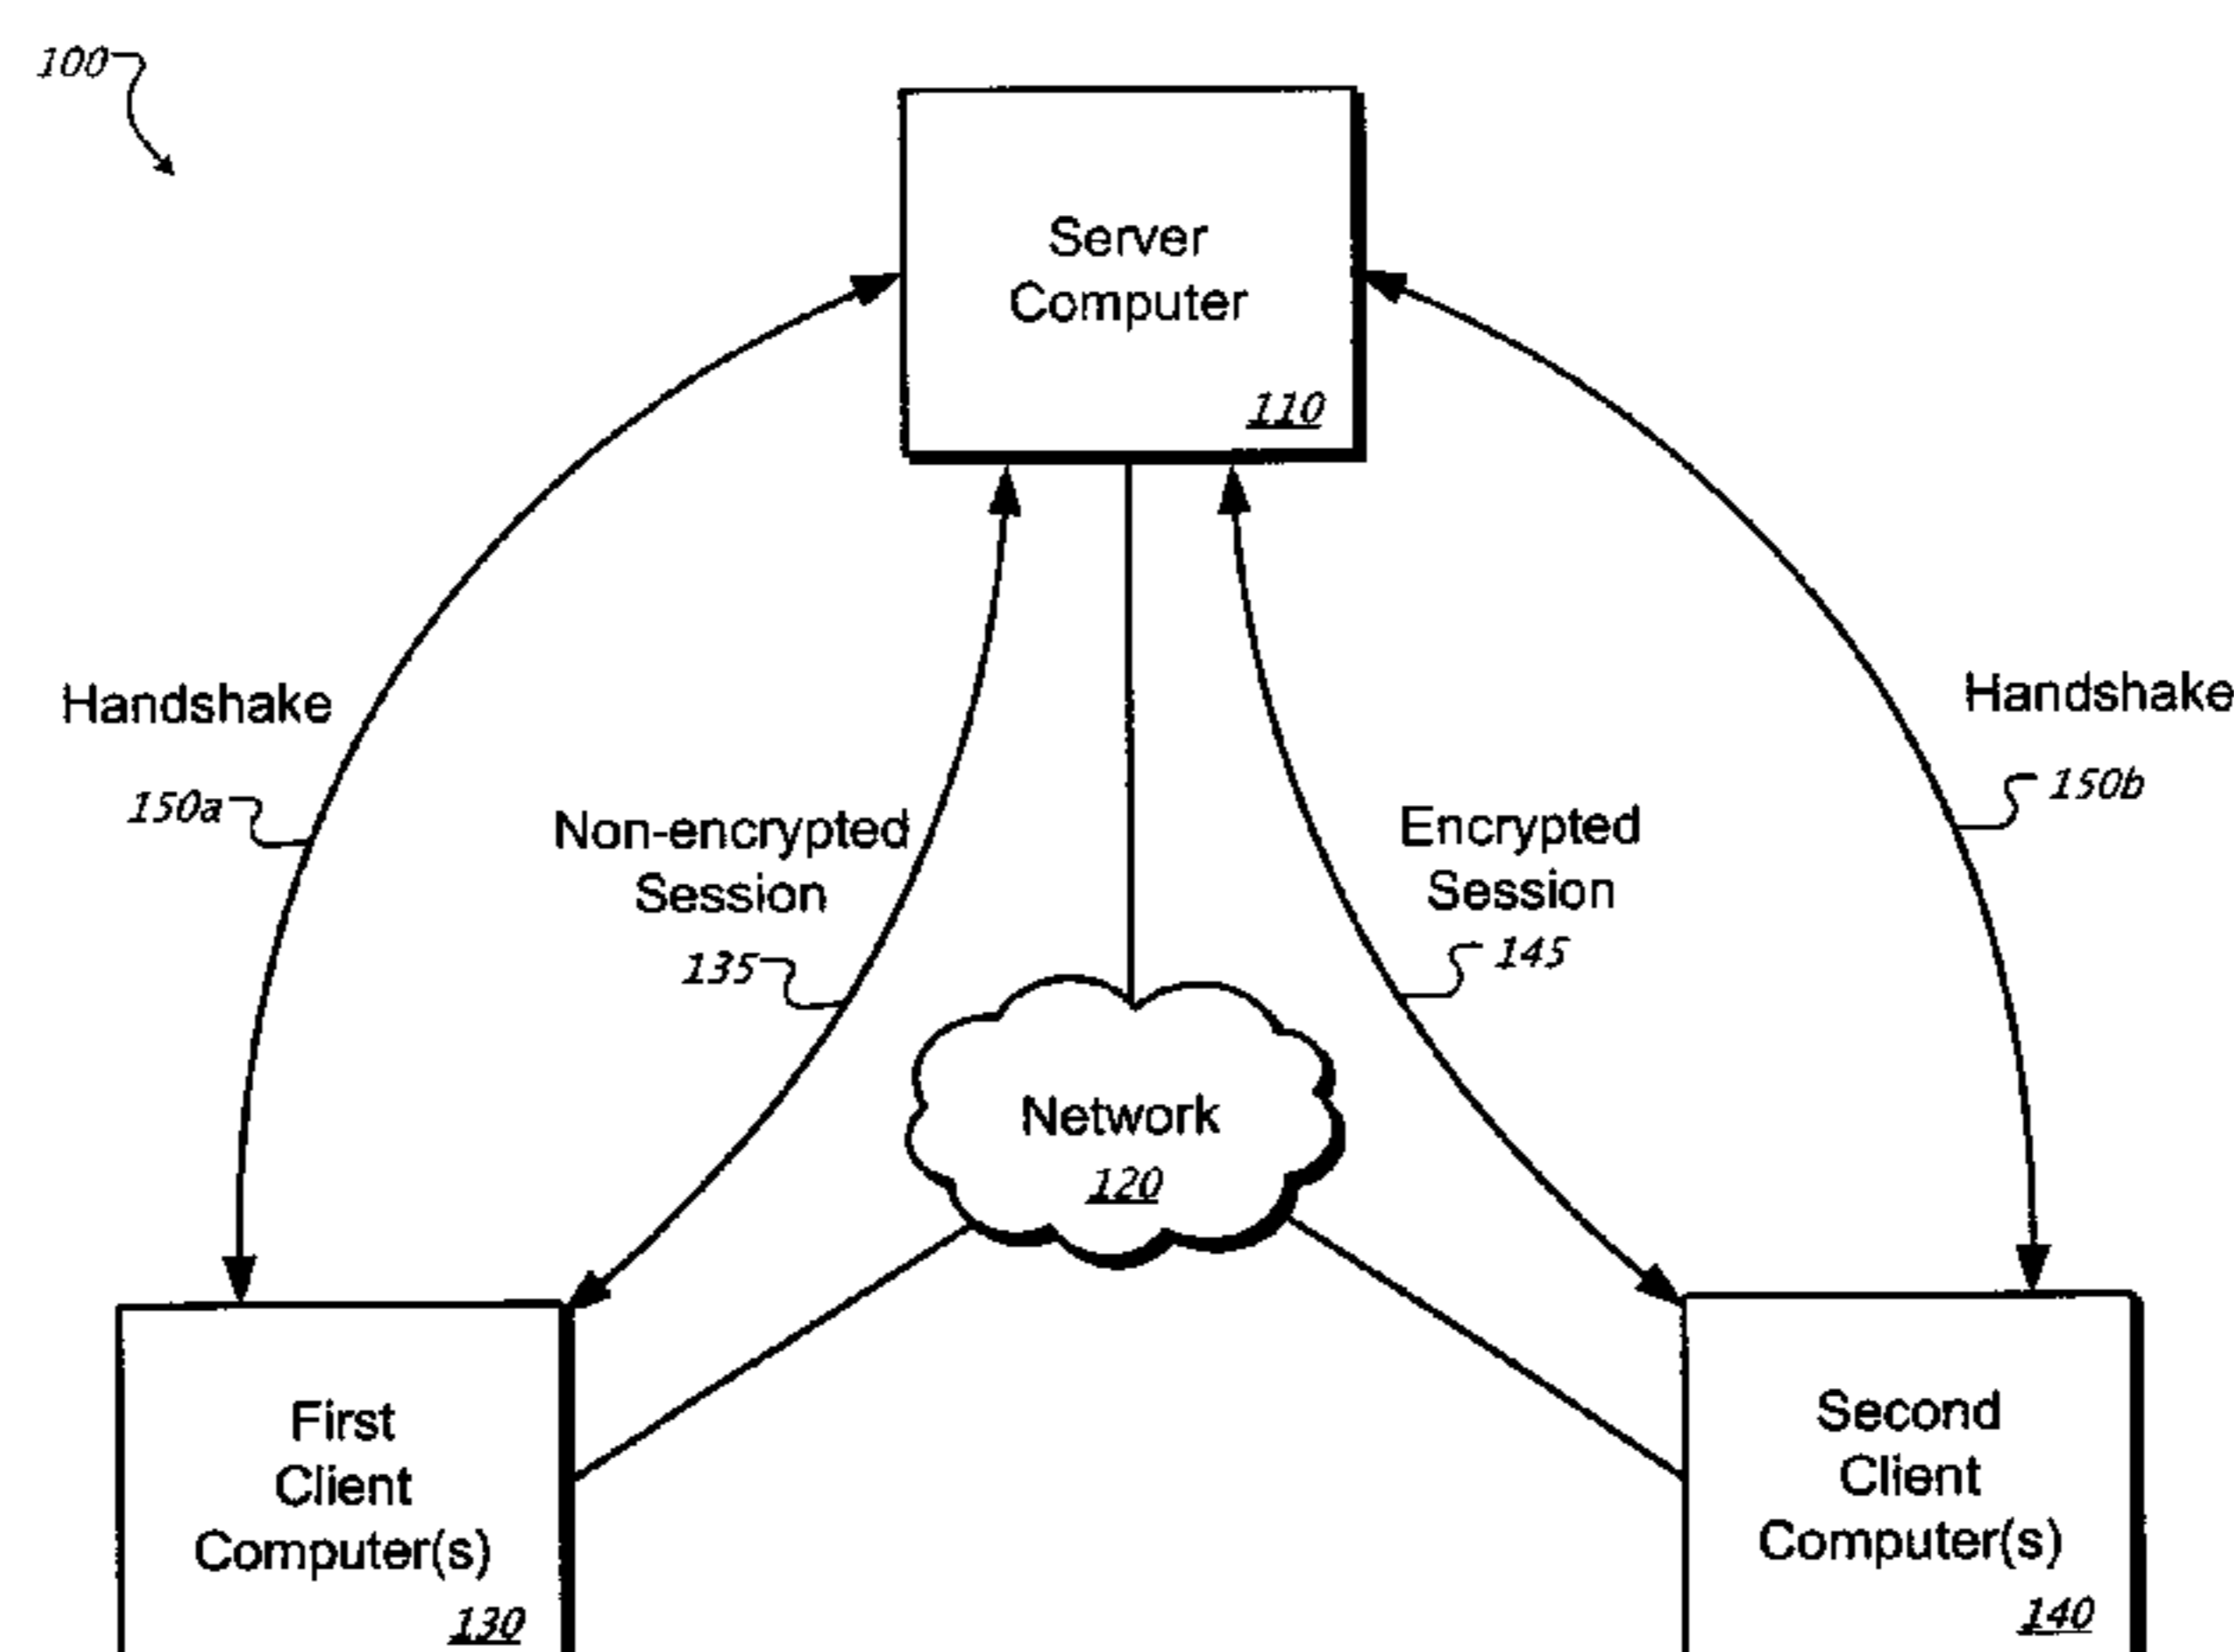 100
Server
Computer
110
Handshake
150a
Non-encrypted
Session
135
Encrypted
Session
145
Handshake
150b
Network
120
First
Client
Computer(s)
130
Second
Client
Computer(s)
140